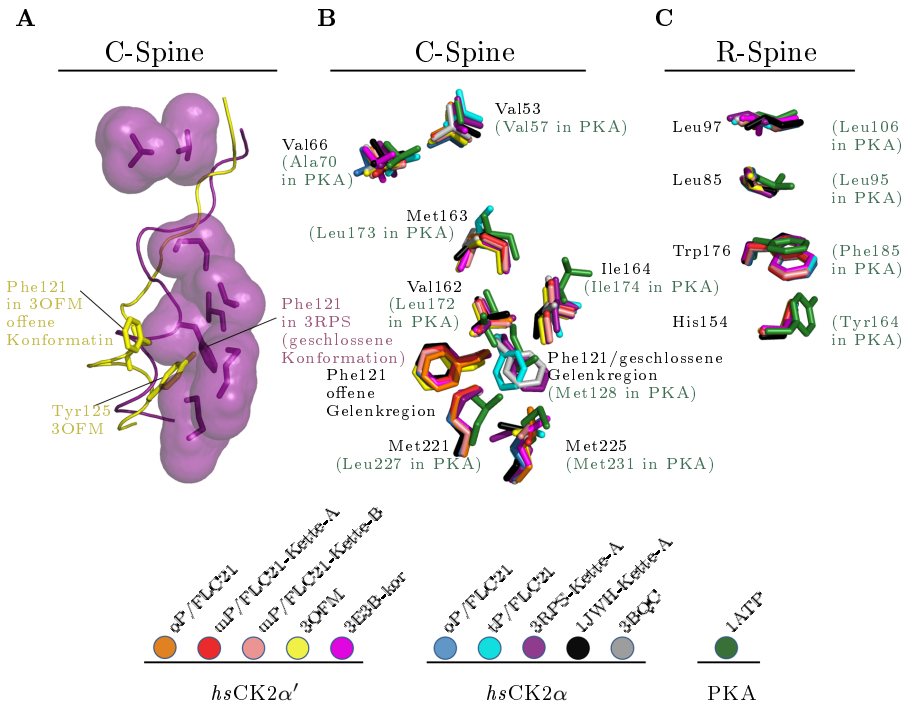 A
B
C
C-Spine
C-Spine
R-Spine
Phe121
in 3OFM
offene
Konformatin
Tyr125
3OFM
Phe121
in 3RPS
(geschlossene
Konformation)
Val53
(Val57 in PKA)
Val66
(Ala70
in PKA)
Met163
(Leu173 in PKA)
Ile164
(Ile174 in PKA)
Val162
(Leu172
in PKA)
Phe121
offene
Gelenkregion
Phe121/geschlossene
Gelenkregion
(Met128 in PKA)
Met221
(Leu227 in PKA)
Met225
(Met231 in PKA)
Leu97
(Leu106
in PKA)
Leu85
(Leu95
in PKA)
Trp176
(Phe185
in PKA)
His154
(Tyr164
in PKA)
oP/FLC21
mP/FLC21-Kette-A
mP/FLC21-Kette-B
3OFM
3E3B-kor
oP/FLC21
tP/FLC21
3RPS-Kette-A
1JWH-Kette-A
3BQC
1ATP
hsCK2α′
hsCK2α
PKA